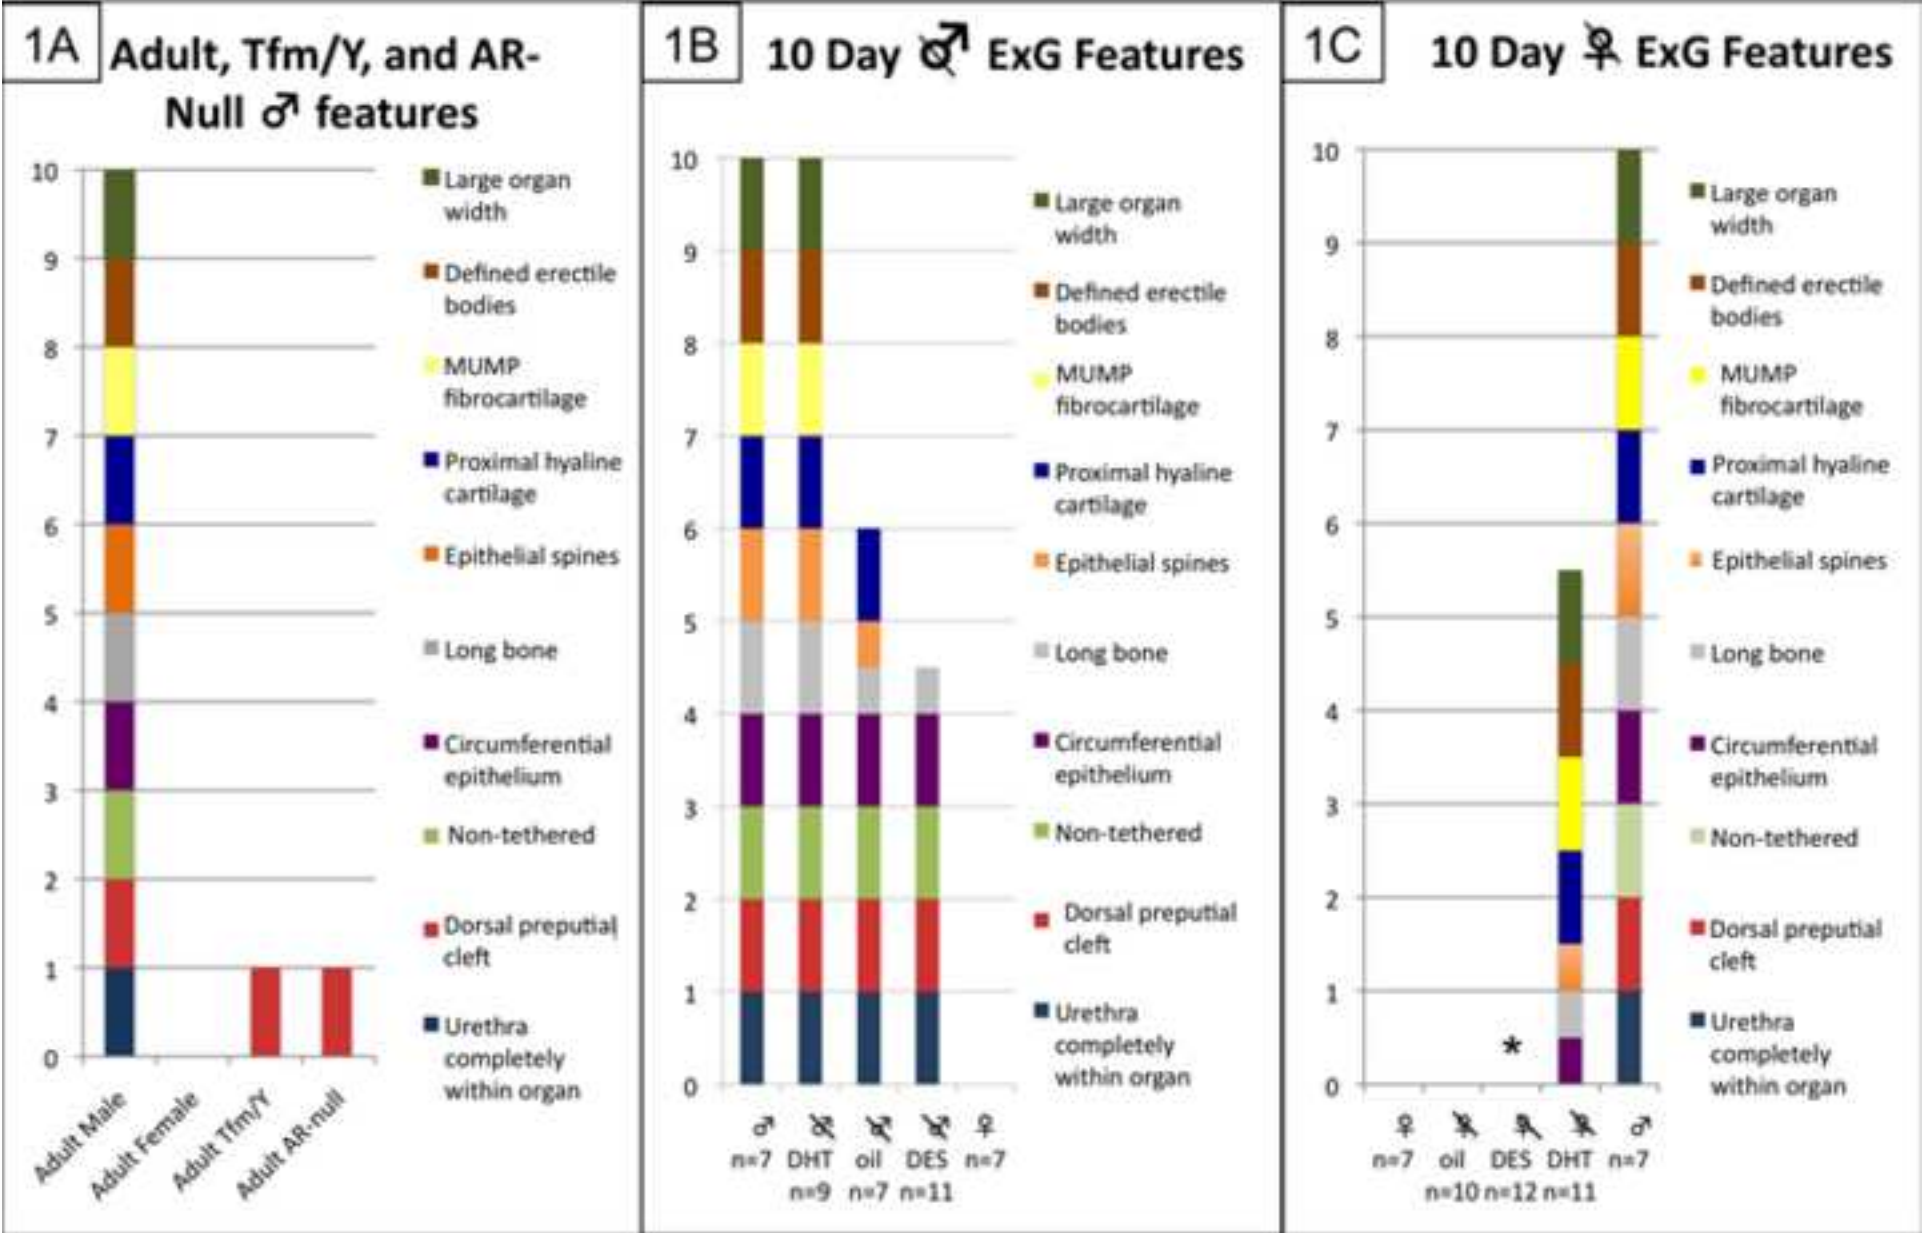 1A
Adult, Tfm/Y, and AR-
Null ♂ features
10
9
8
7
6
5
4
3
2
1
0
Large organ
width
Defined erectile
bodies
MUMP
fibrocartilage
Proximal hyaline
cartilage
Epithelial spines
Long bone
Circumferential
epithelium
Non-tethered
Dorsal preputial
cleft
Urethra
completely
within organ
Adult Male
Adult Female
Adult Tfm/Y
Adult AR-null
1B
10 Day ♂ ExG Features
10
9
8
7
6
5
4
3
2
1
0
Large organ
width
Defined erectile
bodies
MUMP
fibrocartilage
Proximal hyaline
cartilage
Epithelial spines
Long bone
Circumferential
epithelium
Non-tethered
Dorsal preputial
cleft
Urethra
completely
within organ
♂ ♂ ♂ ♂ ♀
n=7 DHT oil DES n=7
n=9 n=7 n=11
1C
10 Day ♀ ExG Features
10
9
8
7
6
5
4
3
2
1
0
*
Large organ
width
Defined erectile
bodies
MUMP
fibrocartilage
Proximal hyaline
cartilage
Epithelial spines
Long bone
Circumferential
epithelium
Non-tethered
Dorsal preputial
cleft
Urethra
completely
within organ
♀ ♀ ♀ ♀ ♂
n=7 oil DES DHT n=7
n=10 n=12 n=11